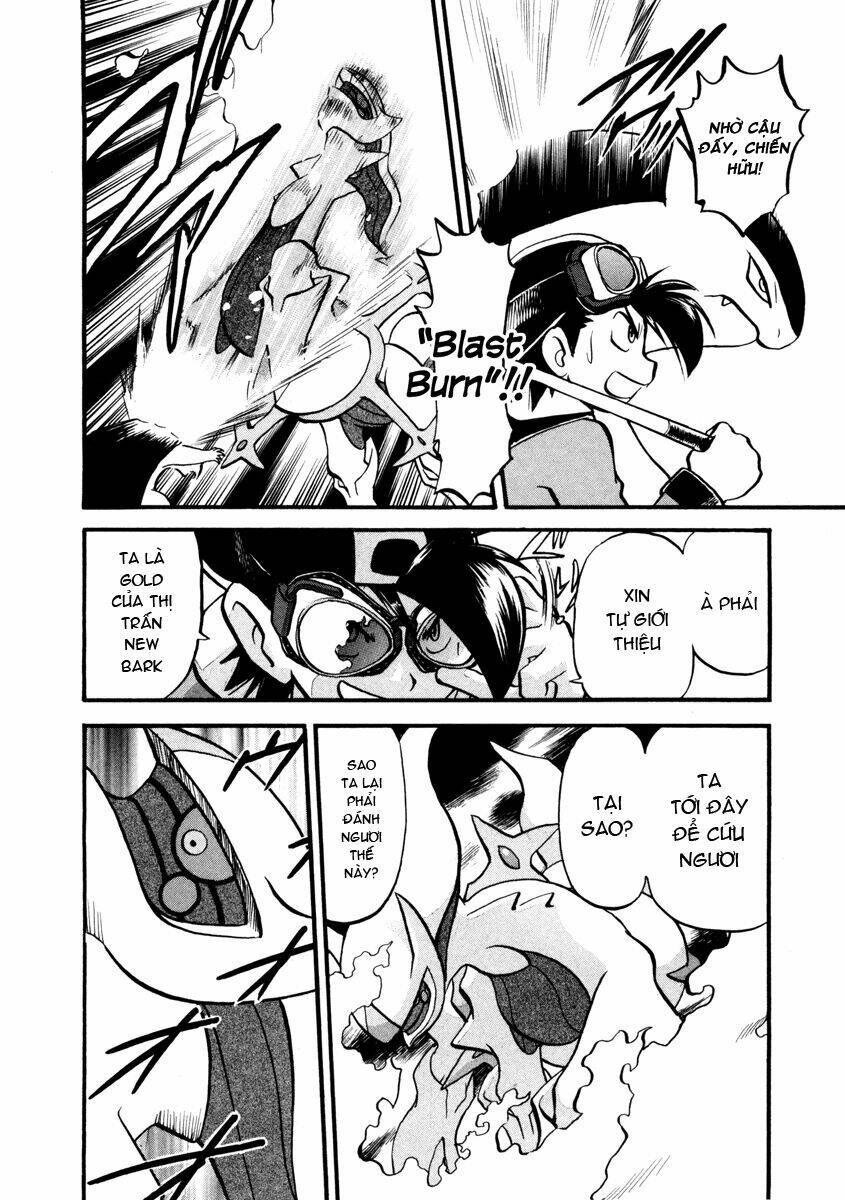 NHỜ CẬU
ĐẤY, CHIẾN
HỮU!
"Blast
Burn"!!
À PHẢI
XIN
TỰ GIỚI
THIỆU
TA LÀ
GOLD
CỦA THỊ
TRẤN
NEW
BARK
TA
TỚI ĐÂY
ĐỂ CỨU
NGƯƠI
TẠI
SAO?
SAO
TA LẠI
PHẢI
ĐÁNH
NGƯƠI
THẾ
NÀY?